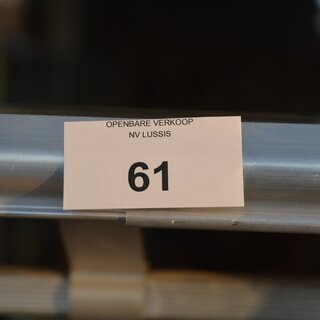 OPENBARE VERKOOP
NV LUSSIS
61